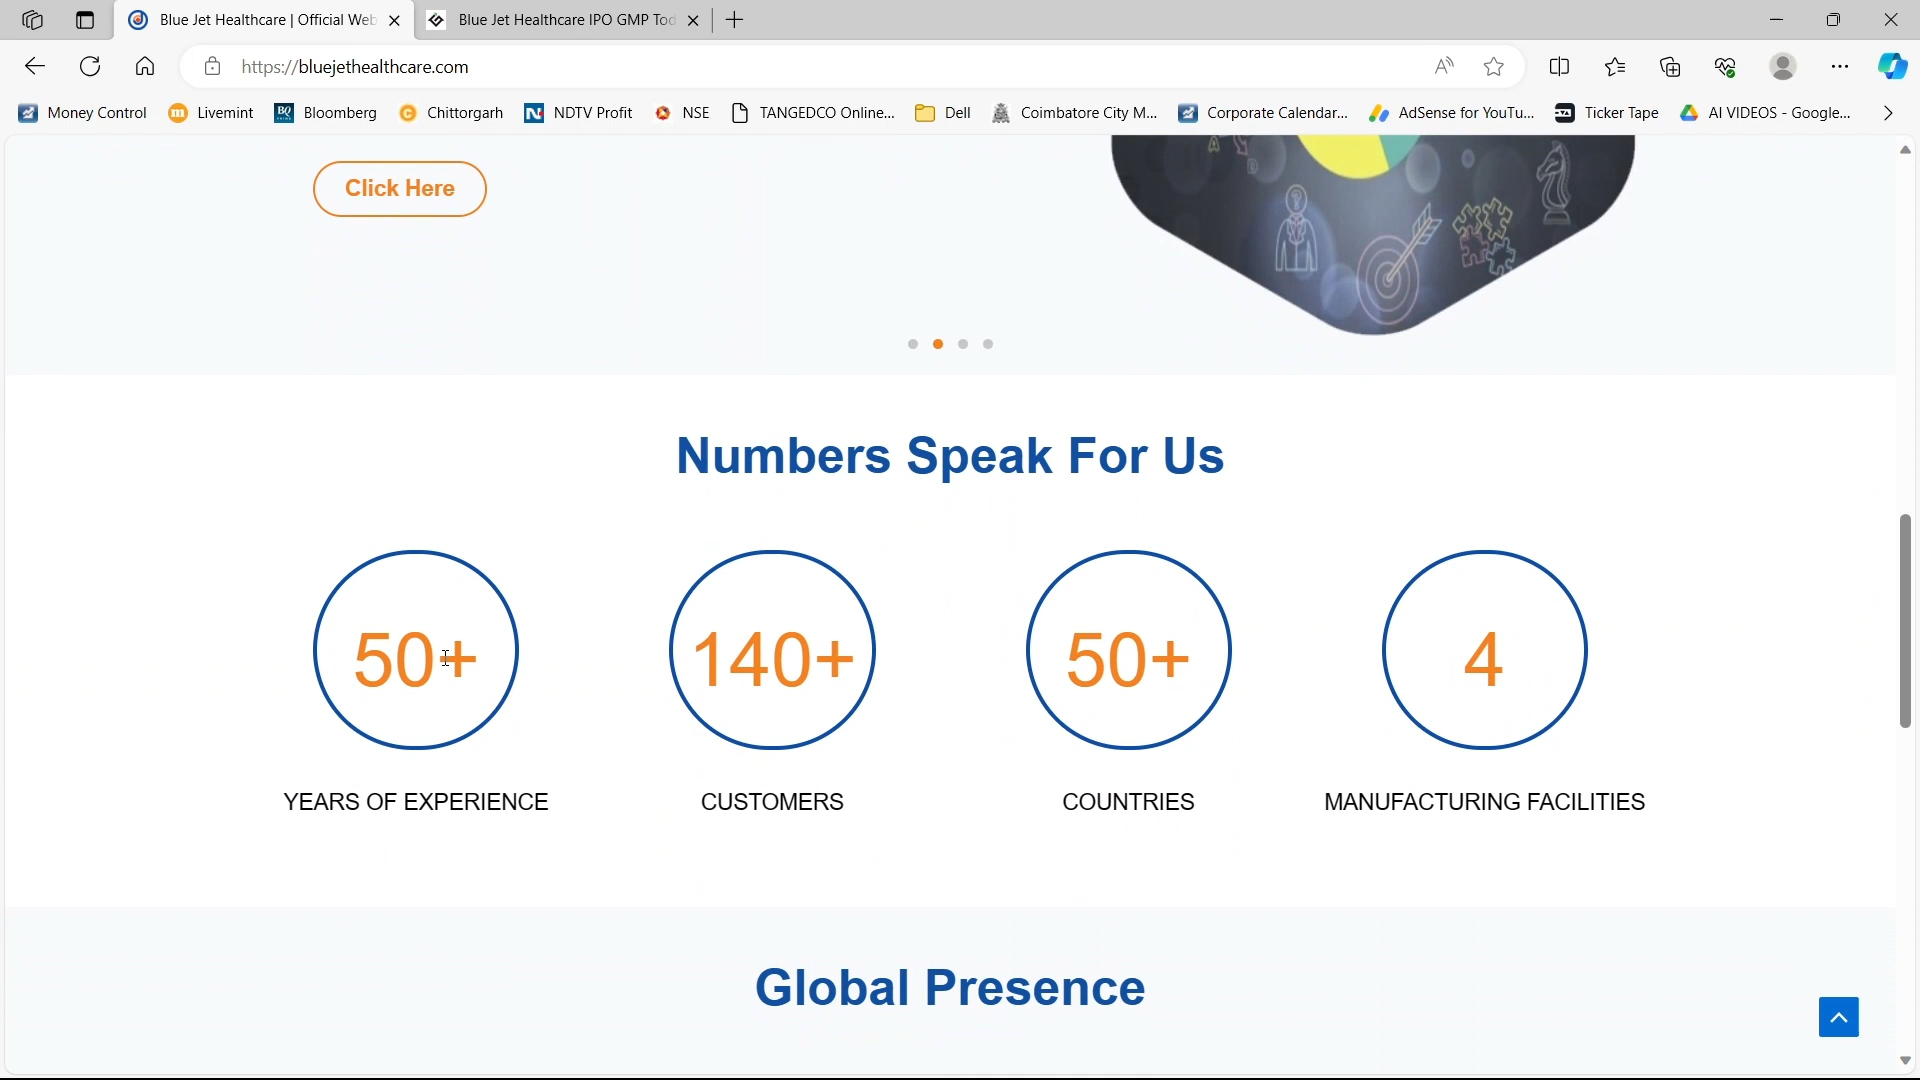 Blue Jet Healthcare | Official Web
Blue Jet Healthcare IPO GMP Tod
https://bluejethealthcare.com
Money Control
Livemint
Bloomberg
Chittorgarh
NDTV Profit
NSE
TANGEDCO Online...
Dell
Coimbatore City M...
Corporate Calendar...
AdSense for YouTu...
Ticker Tape
AI VIDEOS - Google...
Click Here
Numbers Speak For Us
50+
140+
50+
4
YEARS OF EXPERIENCE
CUSTOMERS
COUNTRIES
MANUFACTURING FACILITIES
Global Presence